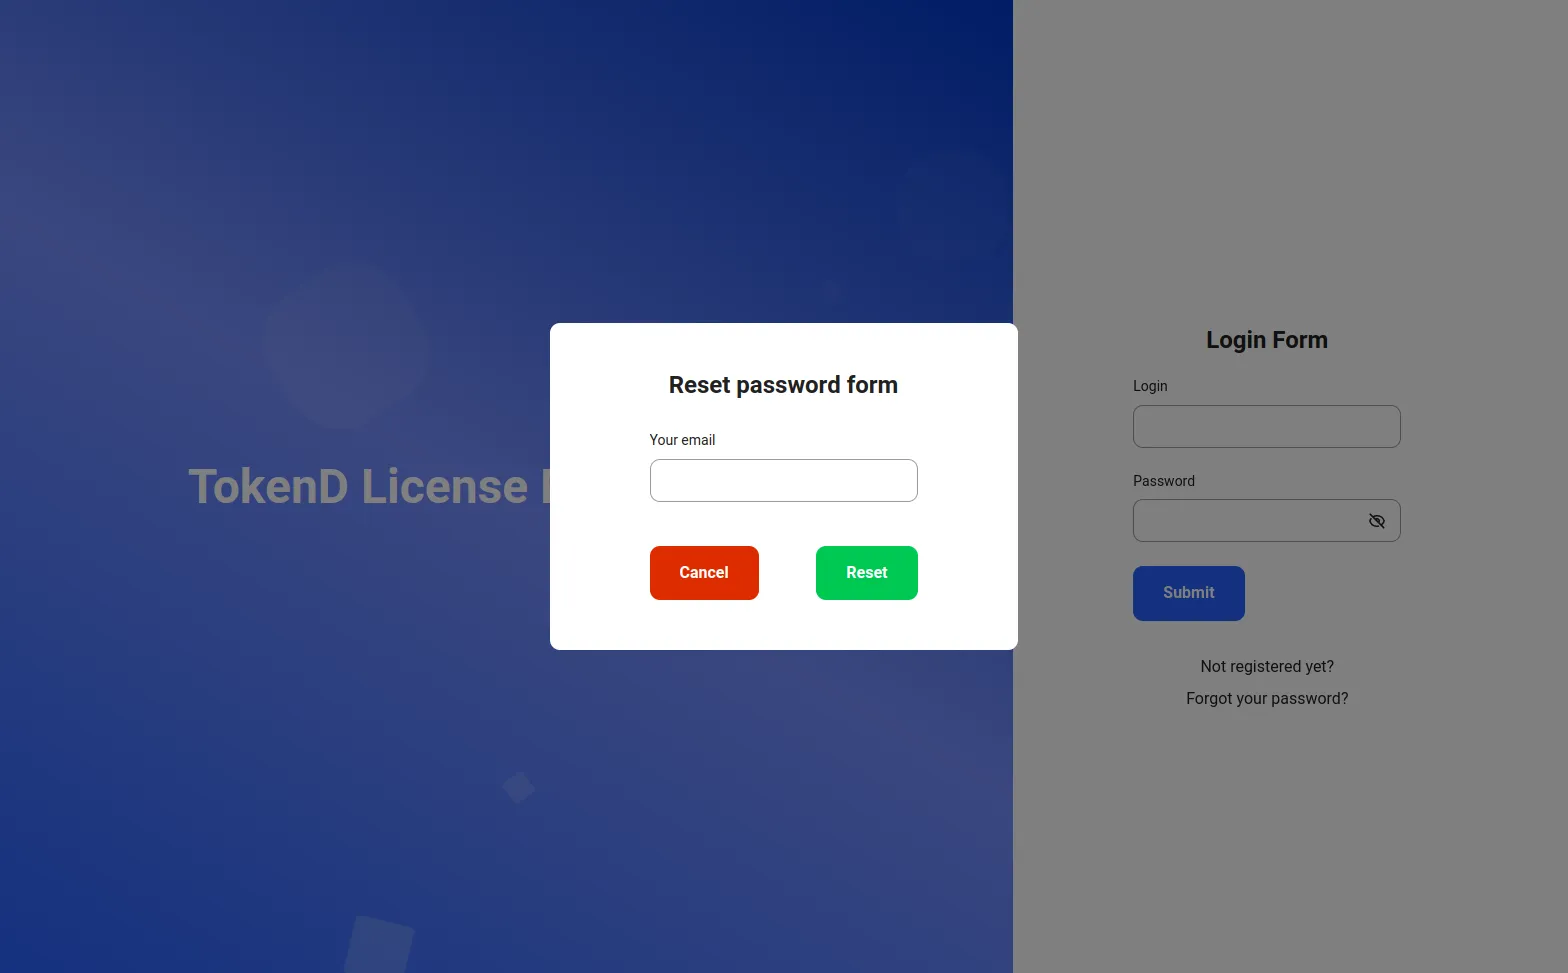 TokenD License
Reset password form
Your email
Cancel
Reset
Login Form
Login
Password
Submit
Not registered yet?
Forgot your password?